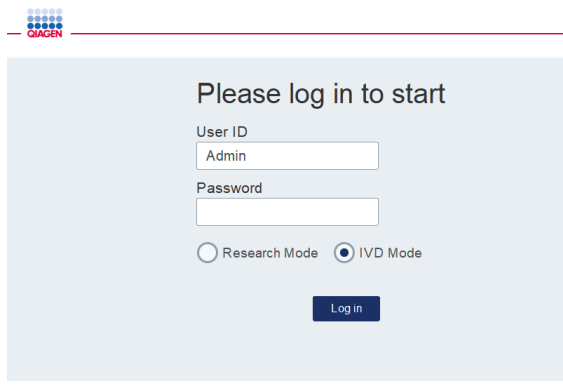 QIAGEN
Please log in to start
User ID
Admin
Password
Research Mode IVD Mode
Log in